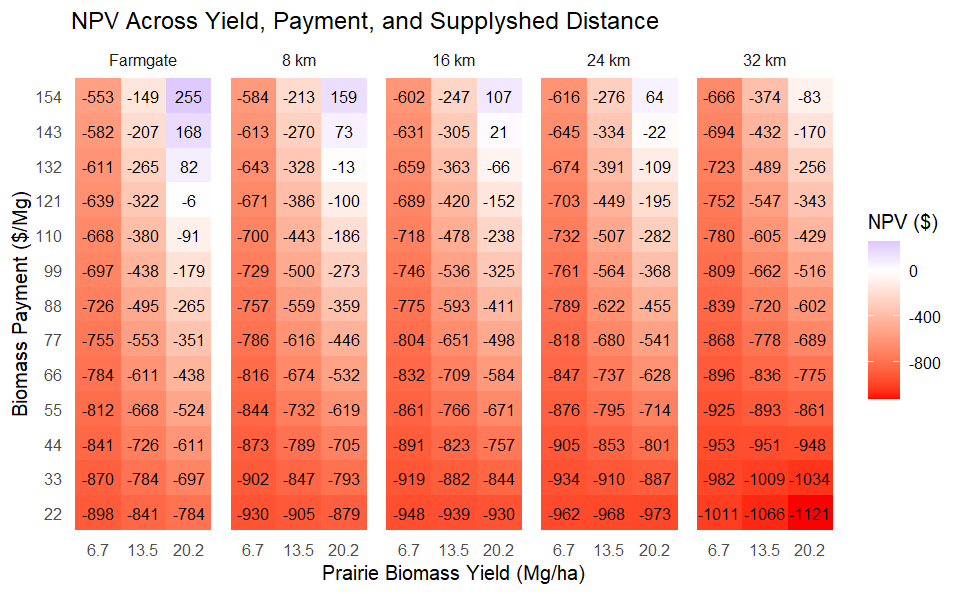 NPV Across Yield, Payment, and Supplyshed Distance
Farmgate 8 km 16 km 24 km 32 km
154 -553 -149 255 -584 -213 159 -602 -247 107 -616 -276 64 -666 -374 -83
143 -582 -207 168 -613 -270 73 -631 -305 21 -645 -334 -22 -694 -432 -170
132 -611 -265 82 -643 -328 -13 -659 -363 -66 -674 -391 -109 -723 -489 -256
121 -639 -322 -6 -671 -386 -100 -689 -420 -152 -703 -449 -195 -752 -547 -343
110 -668 -380 -91 -700 -443 -186 -718 -478 -238 -732 -507 -282 -780 -605 -429
99 -697 -438 -179 -729 -500 -273 -746 -536 -325 -761 -564 -368 -809 -662 -516
88 -726 -495 -265 -757 -559 -359 -775 -593 -411 -789 -622 -455 -839 -720 -602
77 -755 -553 -351 -786 -616 -446 -804 -651 -498 -818 -680 -541 -868 -778 -689
66 -784 -611 -438 -816 -674 -532 -832 -709 -584 -847 -737 -628 -896 -836 -775
55 -812 -668 -524 -844 -732 -619 -861 -766 -671 -876 -795 -714 -925 -893 -861
44 -841 -726 -611 -873 -789 -705 -891 -823 -757 -905 -853 -801 -953 -951 -948
33 -870 -784 -697 -902 -847 -793 -919 -882 -844 -934 -910 -887 -982 -1009 -1034
22 -898 -841 -784 -930 -905 -879 -948 -939 -930 -962 -968 -973 -1011 -1066 -1121
6.7 13.5 20.2 6.7 13.5 20.2 6.7 13.5 20.2 6.7 13.5 20.2 6.7 13.5 20.2
Prairie Biomass Yield (Mg/ha)
Biomass Payment ($/Mg)
NPV ($)
0
-400
-800